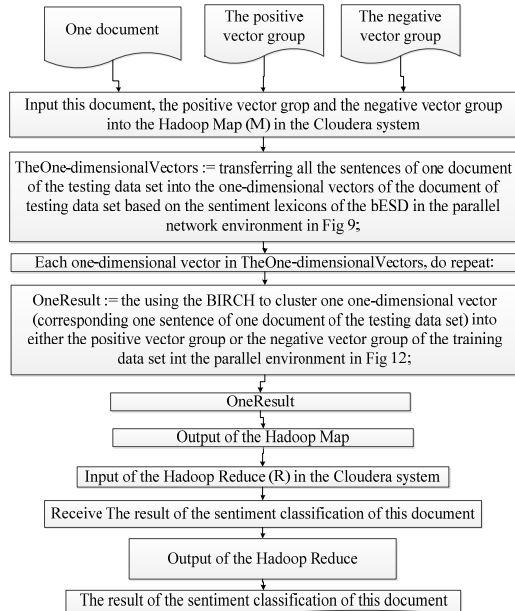 One document
The positive
vector group
The negative
vector group
Input this document, the positive vector grop and the negative vector group
into the Hadoop Map (M) in the Cloudera system
TheOne-dimensionalVectors := transferring all the sentences of one document
of the testing data set into the one-dimensional vectors of the document of
testing data set based on the sentiment lexicons of the bESD in the parallel
network environment in Fig 9;
Each one-dimensional vector in TheOne-dimensionalVectors, do repeat:
OneResult := the using the BIRCH to cluster one one-dimensional vector
(corresponding one sentence of one document of the testing data set) into
either the positive vector group or the negative vector group of the training
data set int the parallel environment in Fig 12;
OneResult
Output of the Hadoop Map
Input of the Hadoop Reduce (R) in the Cloudera system
Receive The result of the sentiment classification of this document
Output of the Hadoop Reduce
The result of the sentiment classification of this document